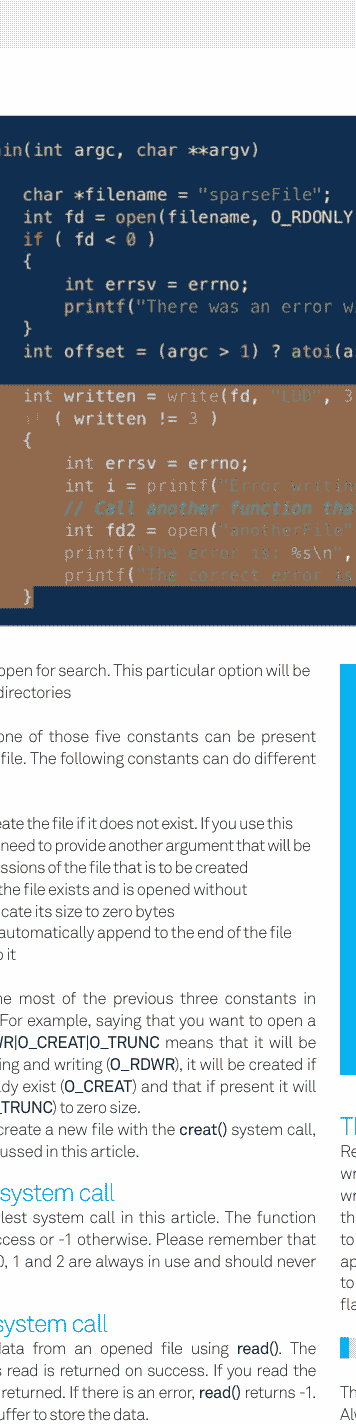 ain(int argc, char **argv)
char *filename = "sparseFile";
int fd = open(filename, O_RDONLY
if ( fd < 0 )
{
int errsv = errno;
printf("There was an error w
}
int offset = (argc > 1) ? atoi(a
int written = write(fd, "LUD", 3
if ( written != 3 )
{
int errsv = errno;
int i = printf("Error writin
// Call another function tha
int fd2 = open("anotherFile"
printf("The error is: %s\n",
printf("The correct error is
}
open for search. This particular option will be
directories
one of those five constants can be present
file. The following constants can do different
eate the file if it does not exist. If you use this
need to provide another argument that will be
ssions of the file that is to be created
the file exists and is opened without
cate its size to zero bytes
automatically append to the end of the file
o it
he most of the previous three constants in
For example, saying that you want to open a
WR|O_CREAT|O_TRUNC means that it will be
ing and writing (O_RDWR), it will be created if
ady exist (O_CREAT) and that if present it will
_TRUNC) to zero size.
create a new file with the creat() system call,
ussed in this article.
system call
lest system call in this article. The function
ccess or -1 otherwise. Please remember that
0, 1 and 2 are always in use and should never
system call
data from an opened file using read(). The
s read is returned on success. If you read the
returned. If there is an error, read() returns -1.
uffer to store the data.
Th
Re
wr
wr
th
to
ap
to
fla
Th